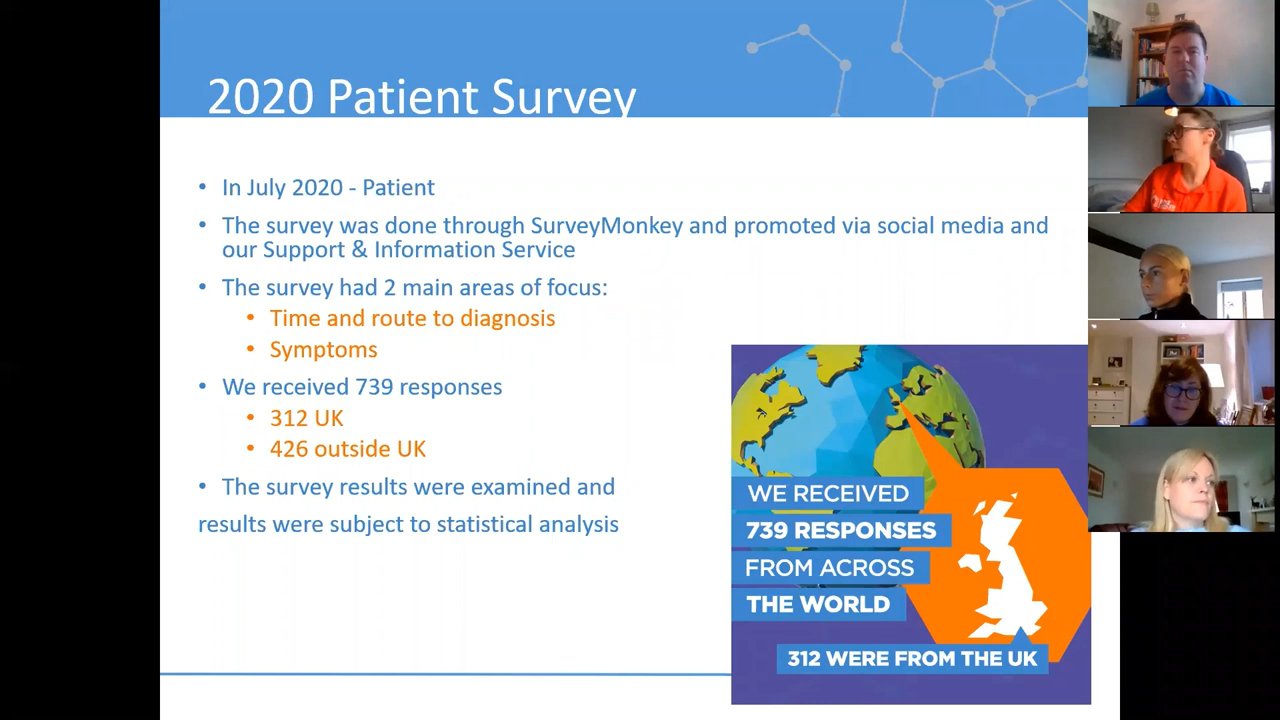 2020 Patient Survey
• In July 2020 - Patient
• The survey was done through SurveyMonkey and promoted via social media and
our Support & Information Service
• The survey had 2 main areas of focus:
• Time and route to diagnosis
• Symptoms
• We received 739 responses
• 312 UK
• 426 outside UK
• The survey results were examined and
results were subject to statistical analysis
WE RECEIVED
739 RESPONSES
FROM ACROSS
THE WORLD
312 WERE FROM THE UK